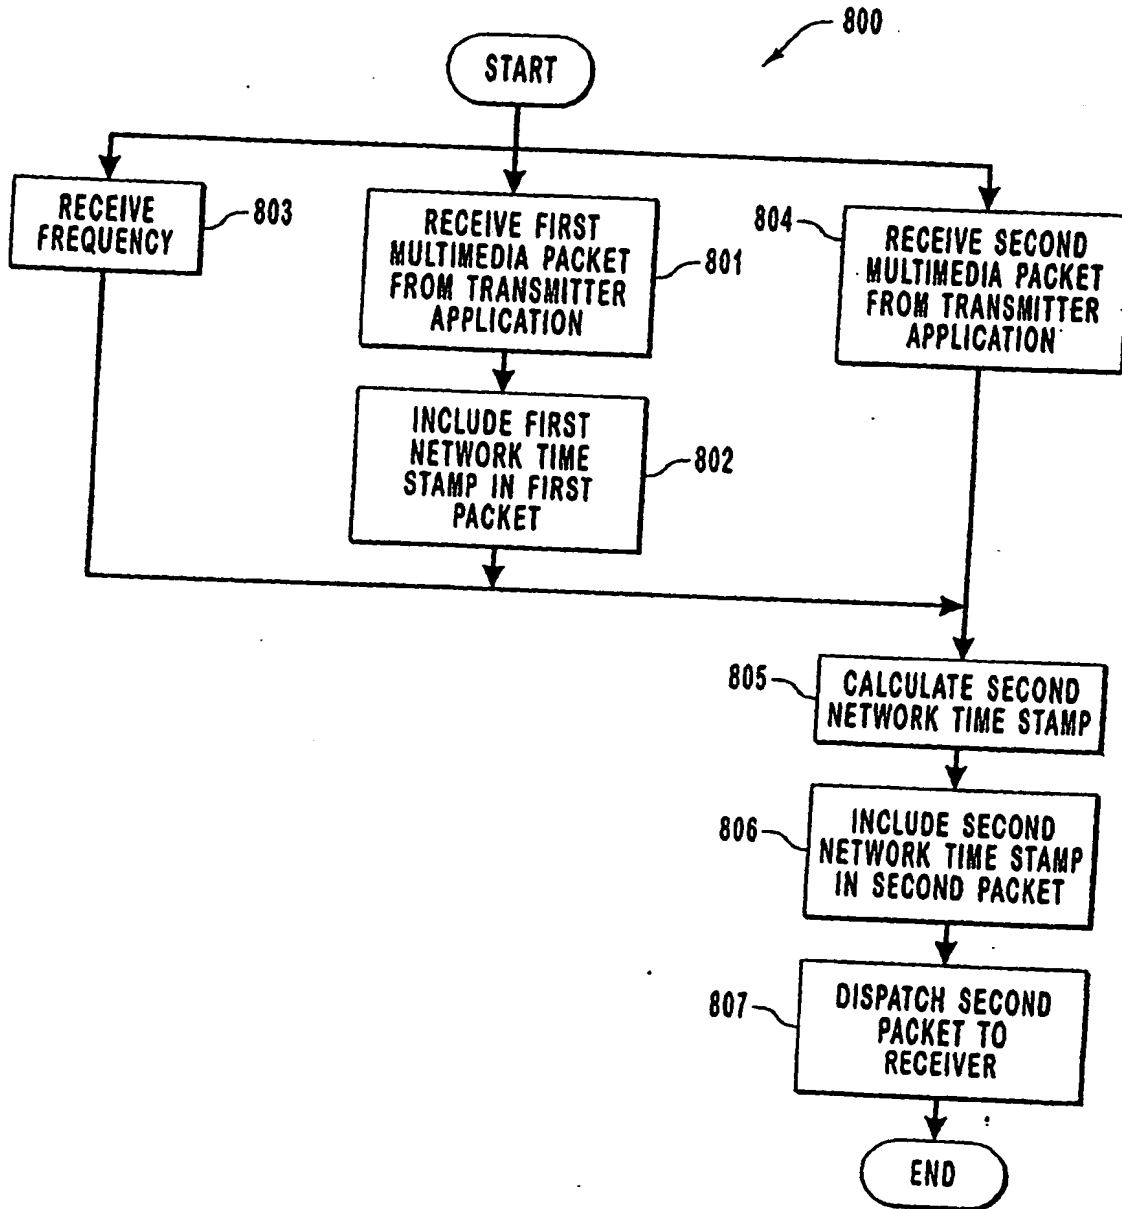 800
START
RECEIVE
FREQUENCY
803
RECEIVE FIRST
MULTIMEDIA PACKET
FROM TRANSMITTER
APPLICATION
801
804
RECEIVE SECOND
MULTIMEDIA PACKET
FROM TRANSMITTER
APPLICATION
INCLUDE FIRST
NETWORK TIME
STAMP IN FIRST
PACKET
802
805
CALCULATE SECOND
NETWORK TIME STAMP
806
INCLUDE SECOND
NETWORK TIME STAMP
IN SECOND PACKET
807
DISPATCH SECOND
PACKET TO
RECEIVER
END